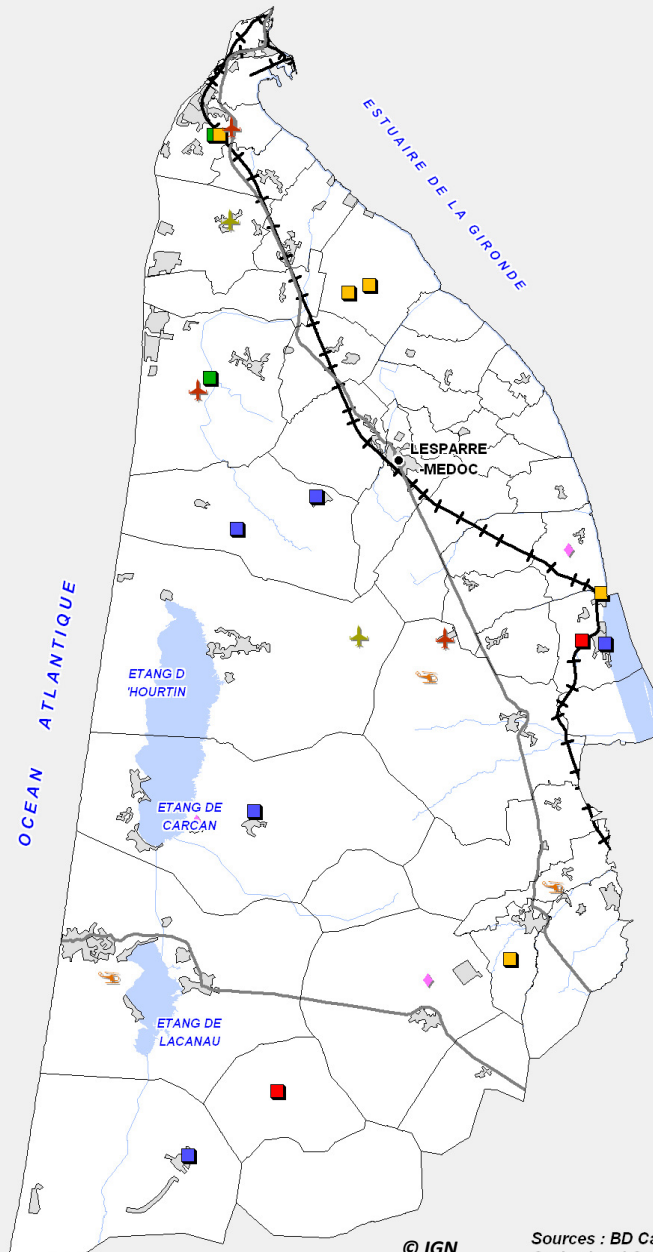 ESTUAIRE DE LA GIRONDE
LESPARRE
-MEDOC
OCEAN ATLANTIQUE
ETANG D
'HOURTIN
ETANG DE
CARCAN
ETANG DE
LACANAU
© IGN
Sources : BD Ca